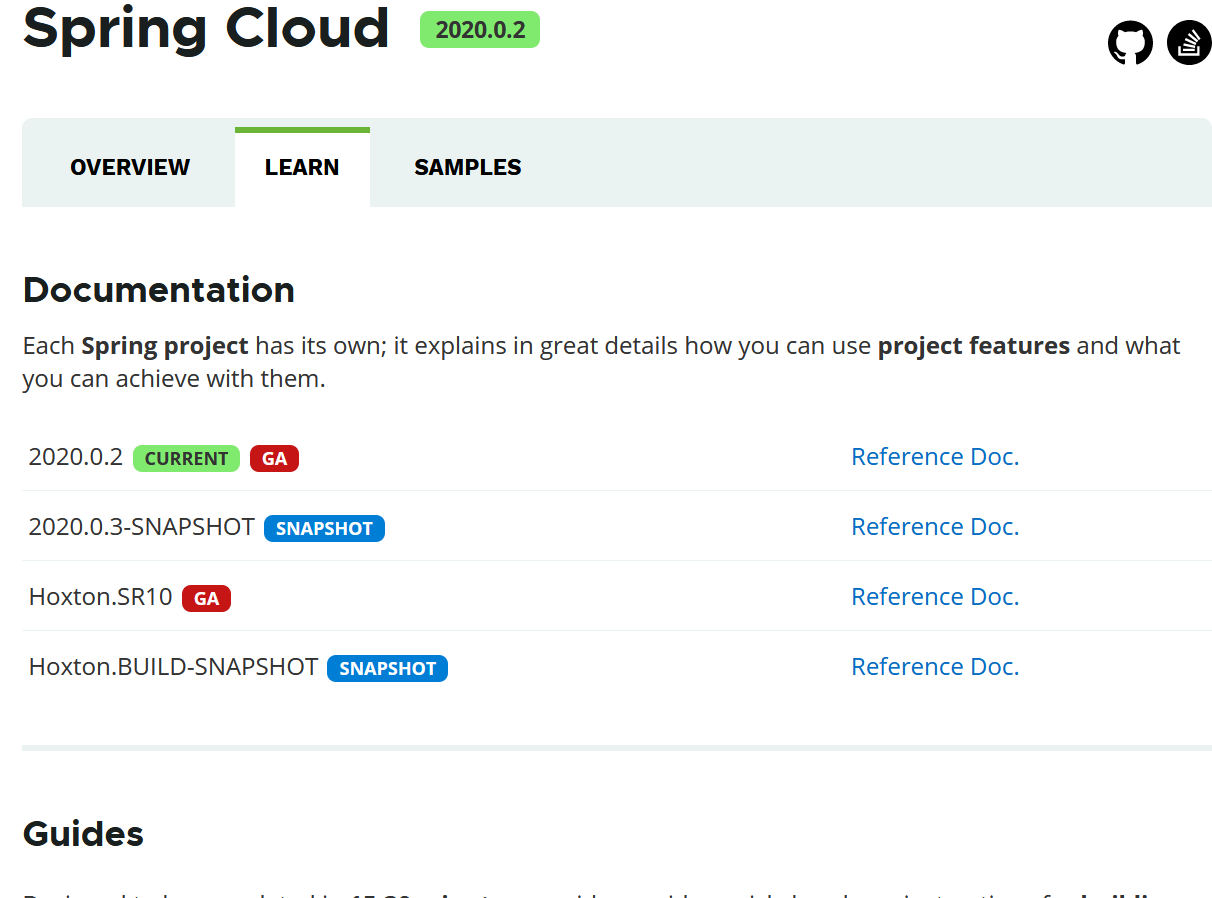 Spring Cloud 2020.0.2
OVERVIEW LEARN SAMPLES
Documentation
Each Spring project has its own; it explains in great details how you can use project features and what
you can achieve with them.
2020.0.2 CURRENT GA Reference Doc.
2020.0.3-SNAPSHOT SNAPSHOT Reference Doc.
Hoxton.SR10 GA Reference Doc.
Hoxton.BUILD-SNAPSHOT SNAPSHOT Reference Doc.
Guides